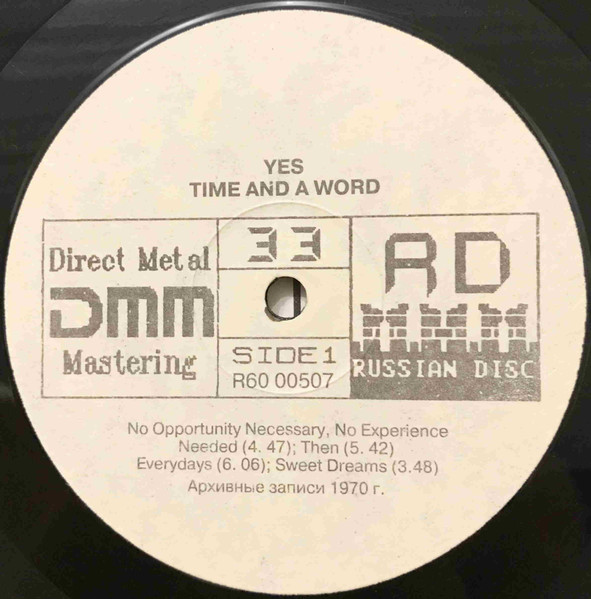 YES
TIME AND A WORD
Direct Metal
DMM
Mastering
33
SIDE 1
R60 00507
RD
RUSSIAN DISC
No Opportunity Necessary, No Experience
Needed (4. 47); Then (5. 42)
Everydays (6. 06); Sweet Dreams (3.48)
Архивные записи 1970 г.